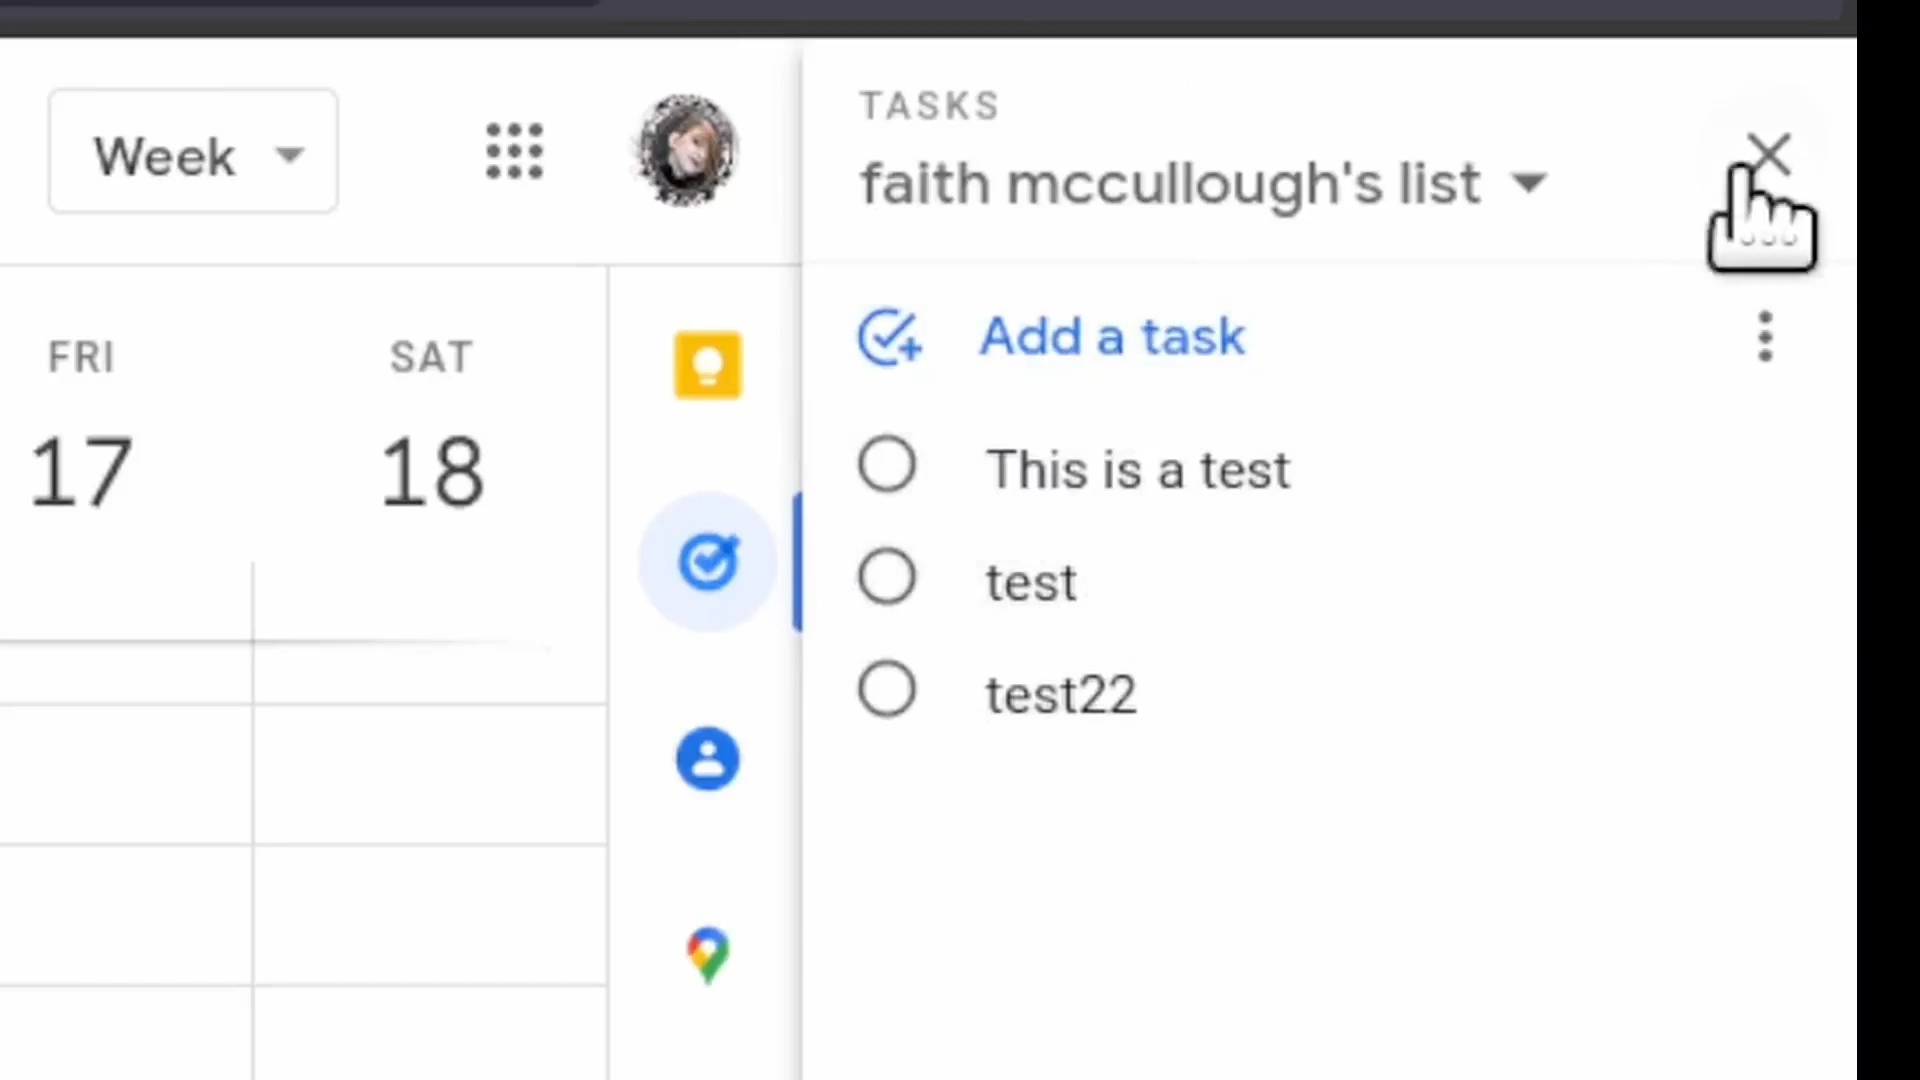 Week
FRI
17
SAT
18
TASKS
faith mccullough's list
Add a task
This is a test
test
test22